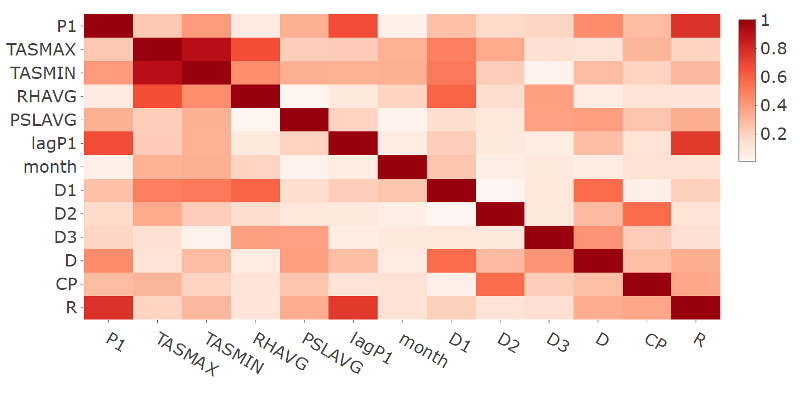 P1
TASMAX
TASMIN
RHAVG
PSLAVG
lagP1
month
D1
D2
D3
D
CP
R
P1
TASMAX
TASMIN
RHAVG
PSLAVG
lagP1
month
D1
D2
D3
D
CP
R
1
0.8
0.6
0.4
0.2